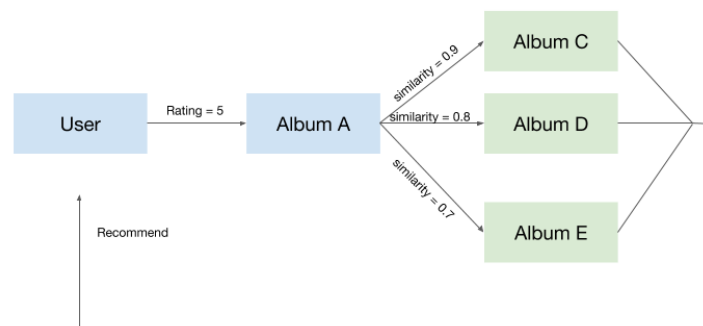 User
Rating = 5
Album A
similarity = 0.9
similarity = 0.8
similarity = 0.7
Album C
Album D
Album E
Recommend